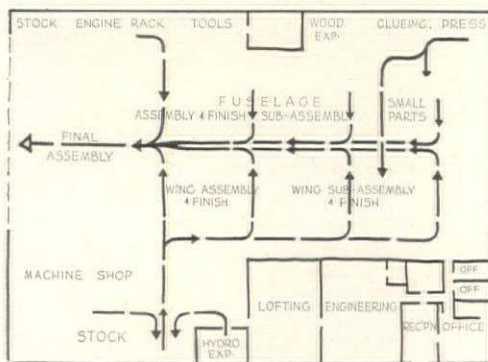 STOCK ENGINE RACK TOOLS WOOD EXP. GLUEING, PRESS
FUSELAGE
ASSEMBLY & FINISH SUB-ASSEMBLY
SMALL PARTS
FINAL ASSEMBLY
WING ASSEMBLY & FINISH
WING SUB-ASSEMBLY & FINISH
MACHINE SHOP
STOCK
HYDRO EXP.
LOFTING
ENGINEERING
RECP'N
OFFICE
OFF
OFF